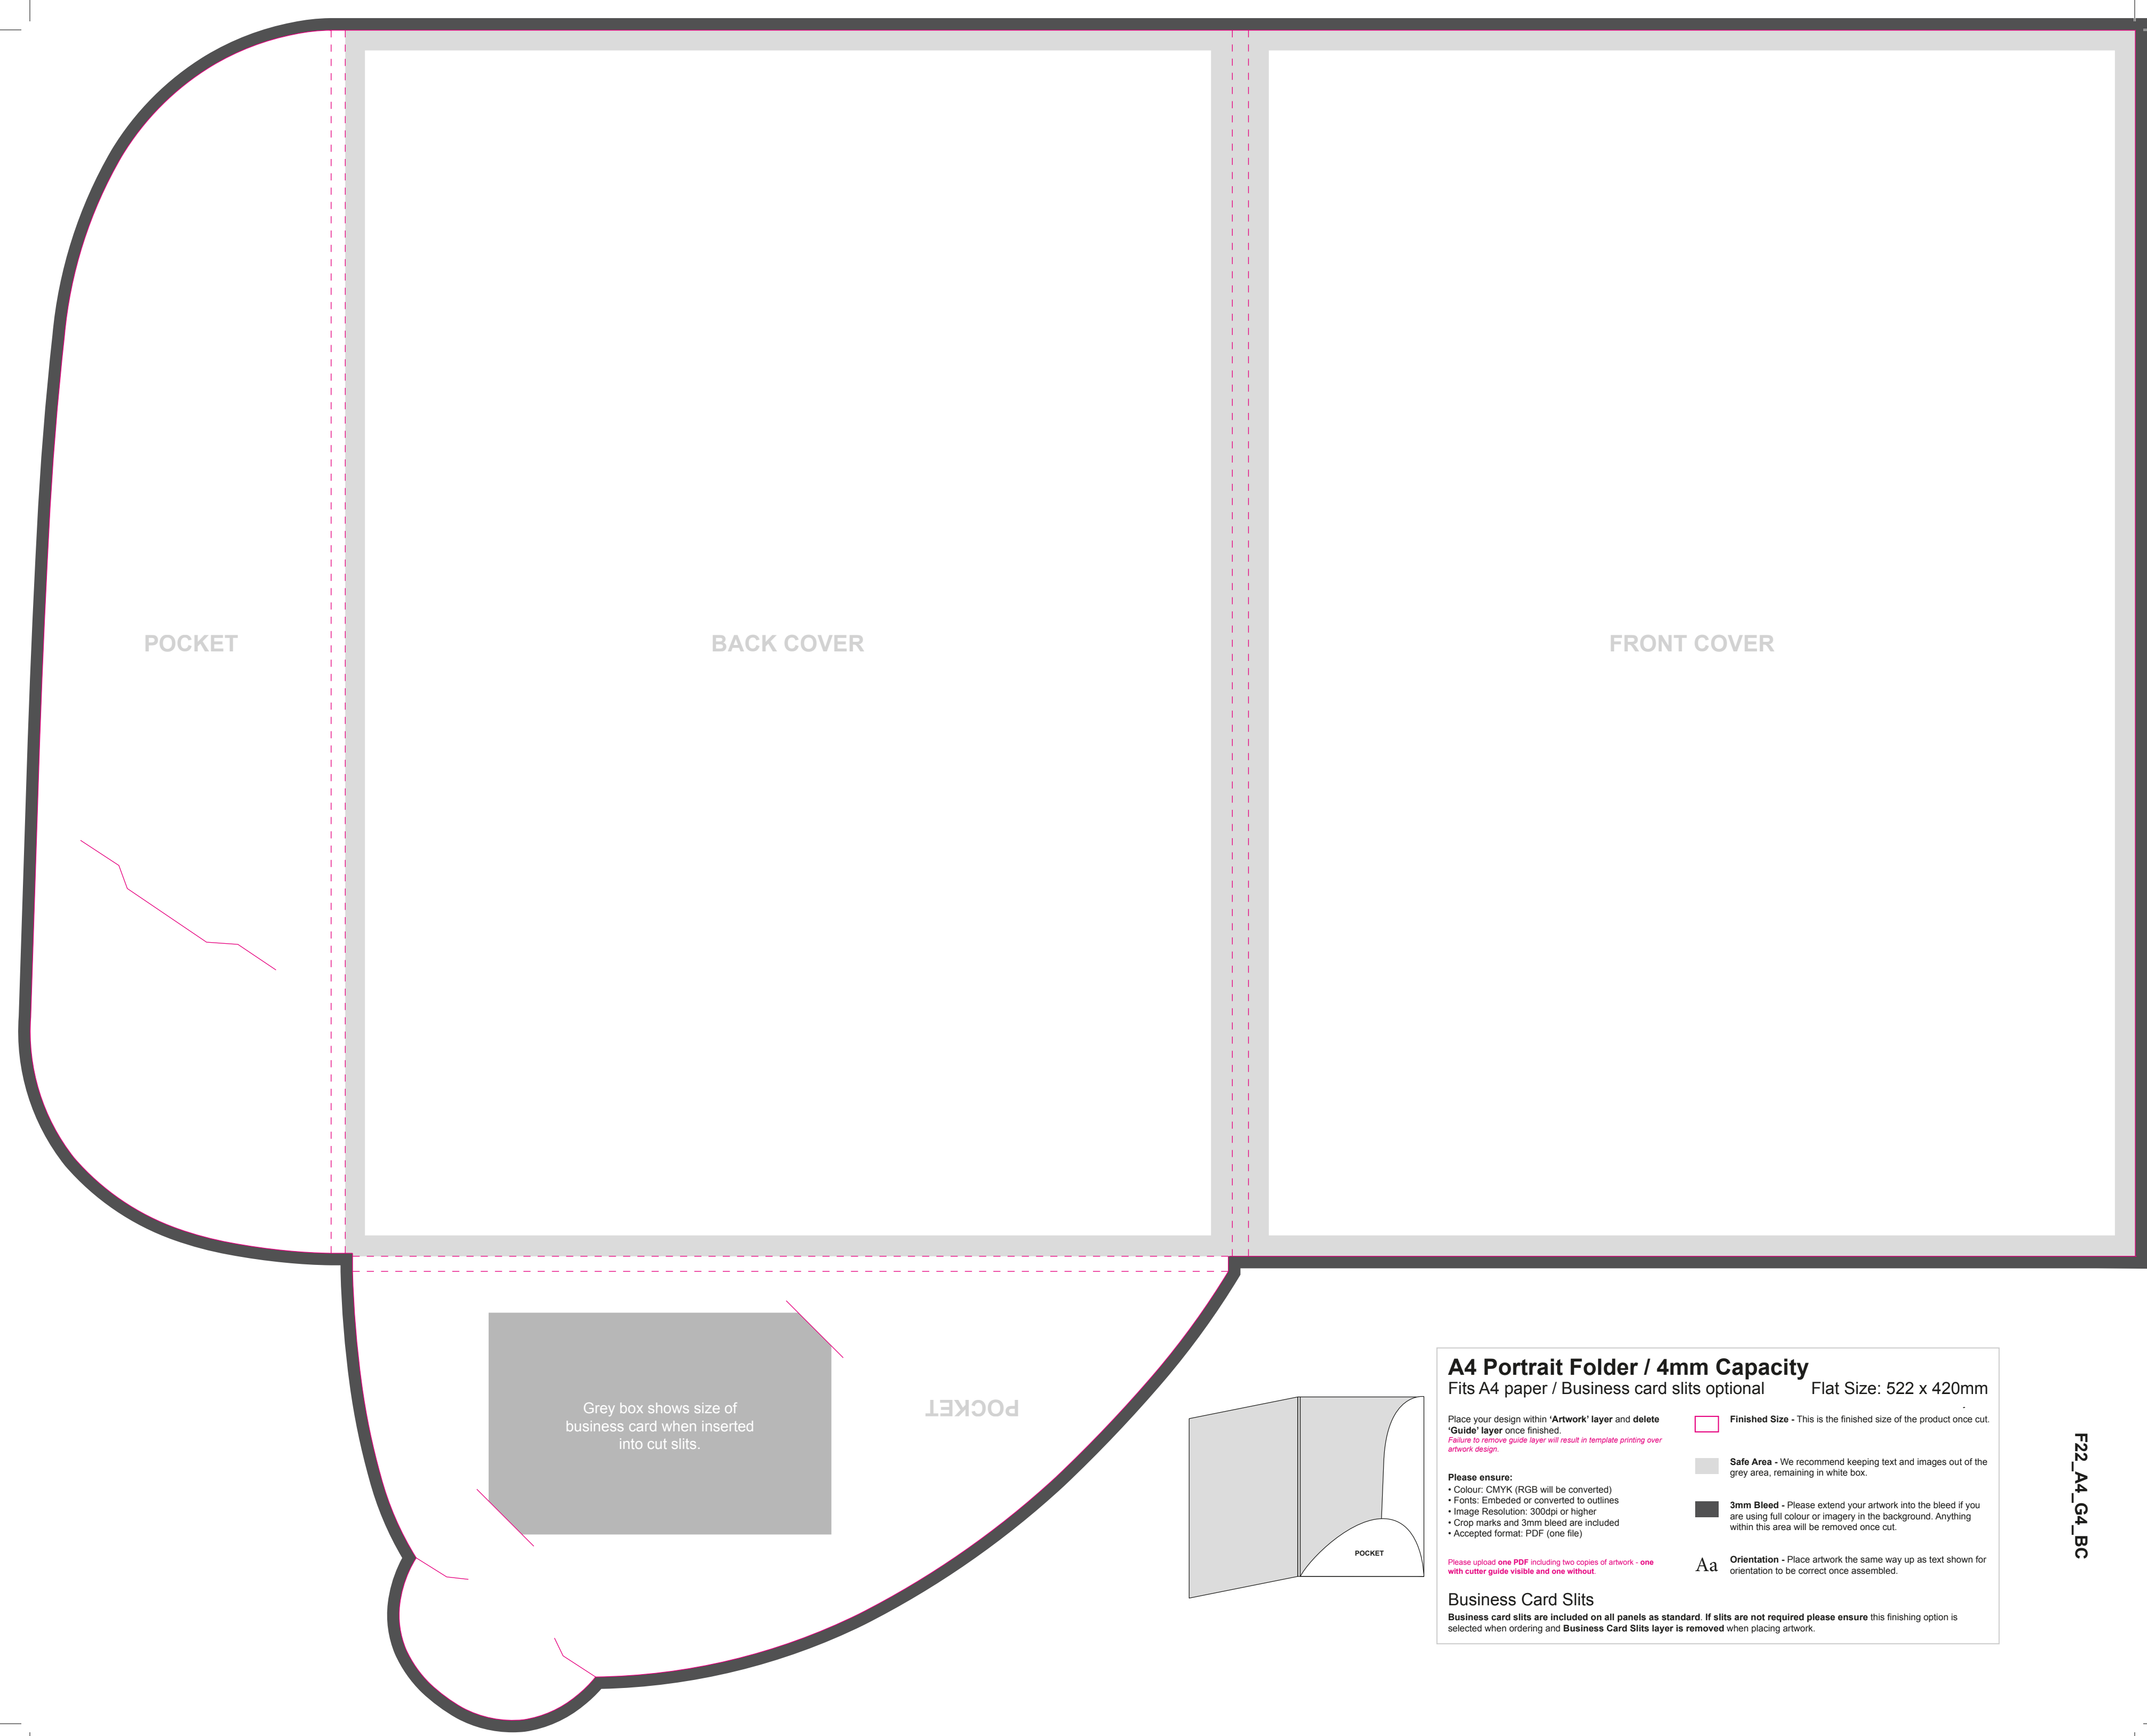 POCKET
BACK COVER
FRONT COVER
Grey box shows size of
business card when inserted
into cut slits.
POCKET
POCKET
A4 Portrait Folder / 4mm Capacity
Fits A4 paper / Business card slits optional
Flat Size: 522 x 420mm
Place your design within ‘Artwork’ layer and delete
‘Guide’ layer once finished.
Failure to remove guide layer will result in template printing over
artwork design.
Please ensure:
• Colour: CMYK (RGB will be converted)
• Fonts: Embeded or converted to outlines
• Image Resolution: 300dpi or higher
• Crop marks and 3mm bleed are included
• Accepted format: PDF (one file)
Please upload one PDF including two copies of artwork - one
with cutter guide visible and one without.
Finished Size - This is the finished size of the product once cut.
Safe Area - We recommend keeping text and images out of the
grey area, remaining in white box.
3mm Bleed - Please extend your artwork into the bleed if you
are using full colour or imagery in the background. Anything
within this area will be removed once cut.
Aa
Orientation - Place artwork the same way up as text shown for
orientation to be correct once assembled.
Business Card Slits
Business card slits are included on all panels as standard. If slits are not required please ensure this finishing option is
selected when ordering and Business Card Slits layer is removed when placing artwork.
F22_A4_G4_BC